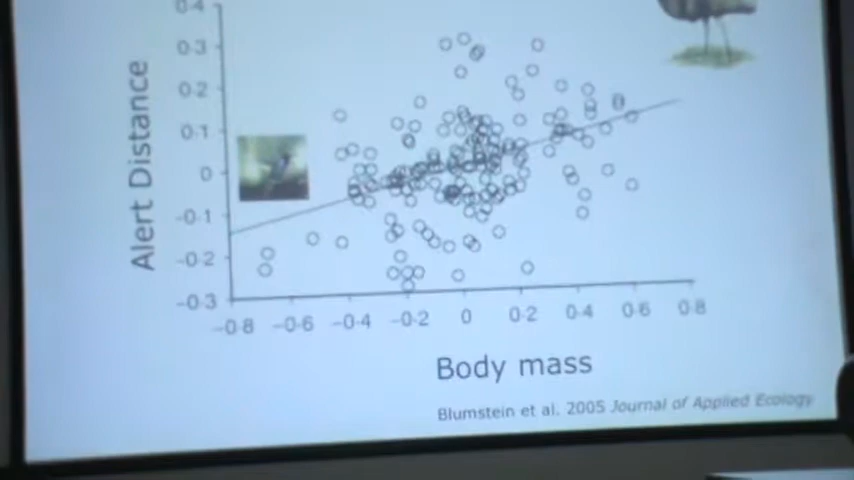 0·4
0·3
0·2
0·1
0
-0·1
-0·2
-0·3
Alert Distance
-0·8 -0·6 -0·4 -0·2 0 0·2 0·4 0·6 0·8
Body mass
Blumstein et al. 2005 Journal of Applied Ecology